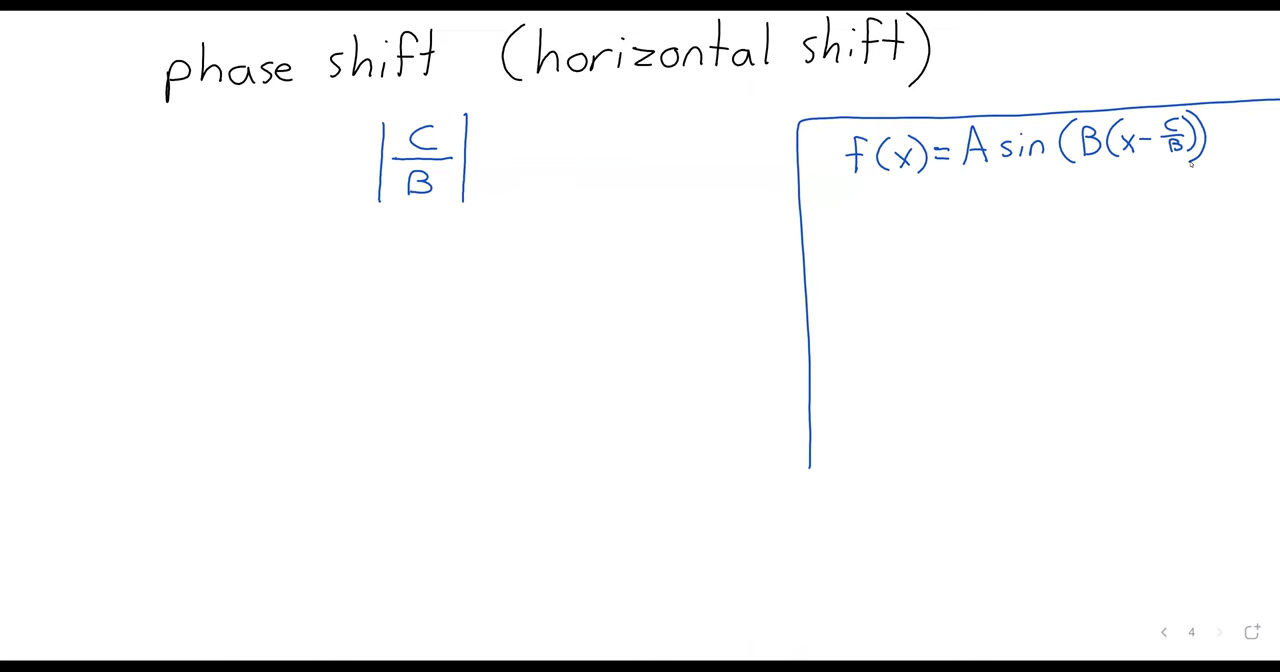 phase shift (horizontal shift)
|C/B|
f(x) = A sin (B(x - C/B))
4